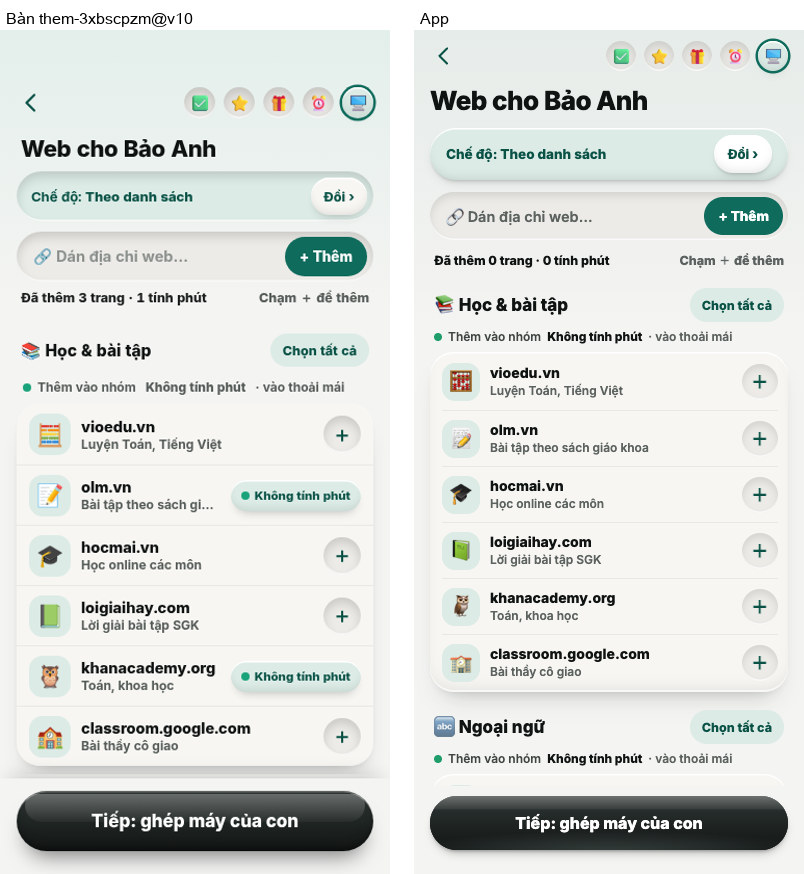 Bản them-3xbscpzm@v10
Web cho Bảo Anh
Chế độ: Theo danh sách
Đổi ›
Dán địa chỉ web...
+ Thêm
Đã thêm 3 trang · 1 tính phút
Chạm + để thêm
Học & bài tập
Chọn tất cả
Thêm vào nhóm Không tính phút · vào thoải mái
vioedu.vn
Luyện Toán, Tiếng Việt
olm.vn
Bài tập theo sách gi...
Không tính phút
hocmai.vn
Học online các môn
loigiaihay.com
Lời giải bài tập SGK
khanacademy.org
Toán, khoa học
Không tính phút
classroom.google.com
Bài thầy cô giao
Tiếp: ghép máy của con
App
Web cho Bảo Anh
Chế độ: Theo danh sách
Đổi ›
Dán địa chỉ web...
+ Thêm
Đã thêm 0 trang · 0 tính phút
Chạm + để thêm
Học & bài tập
Chọn tất cả
Thêm vào nhóm Không tính phút · vào thoải mái
vioedu.vn
Luyện Toán, Tiếng Việt
olm.vn
Bài tập theo sách giáo khoa
hocmai.vn
Học online các môn
loigiaihay.com
Lời giải bài tập SGK
khanacademy.org
Toán, khoa học
classroom.google.com
Bài thầy cô giao
abc Ngoại ngữ
Chọn tất cả
Thêm vào nhóm Không tính phút · vào thoải mái
Tiếp: ghép máy của con